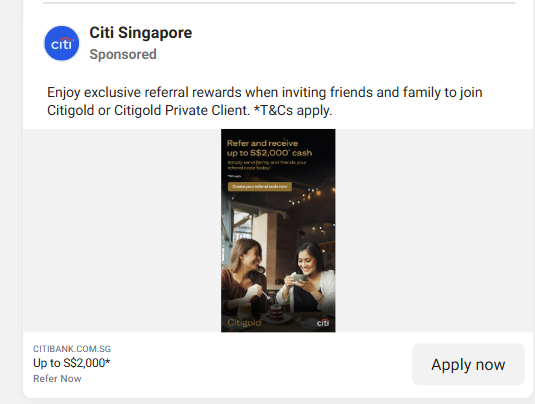 citi
Citi Singapore
Sponsored
Enjoy exclusive referral rewards when inviting friends and family to join
Citigold or Citigold Private Client. *T&Cs apply.
Refer and receive
up to S$2,000* cash
Simply send family and friends your
referral code today!
*T&Cs apply.
Create your referral code now
Citigold
citi
CITIBANK.COM.SG
Up to S$2,000*
Refer Now
Apply now